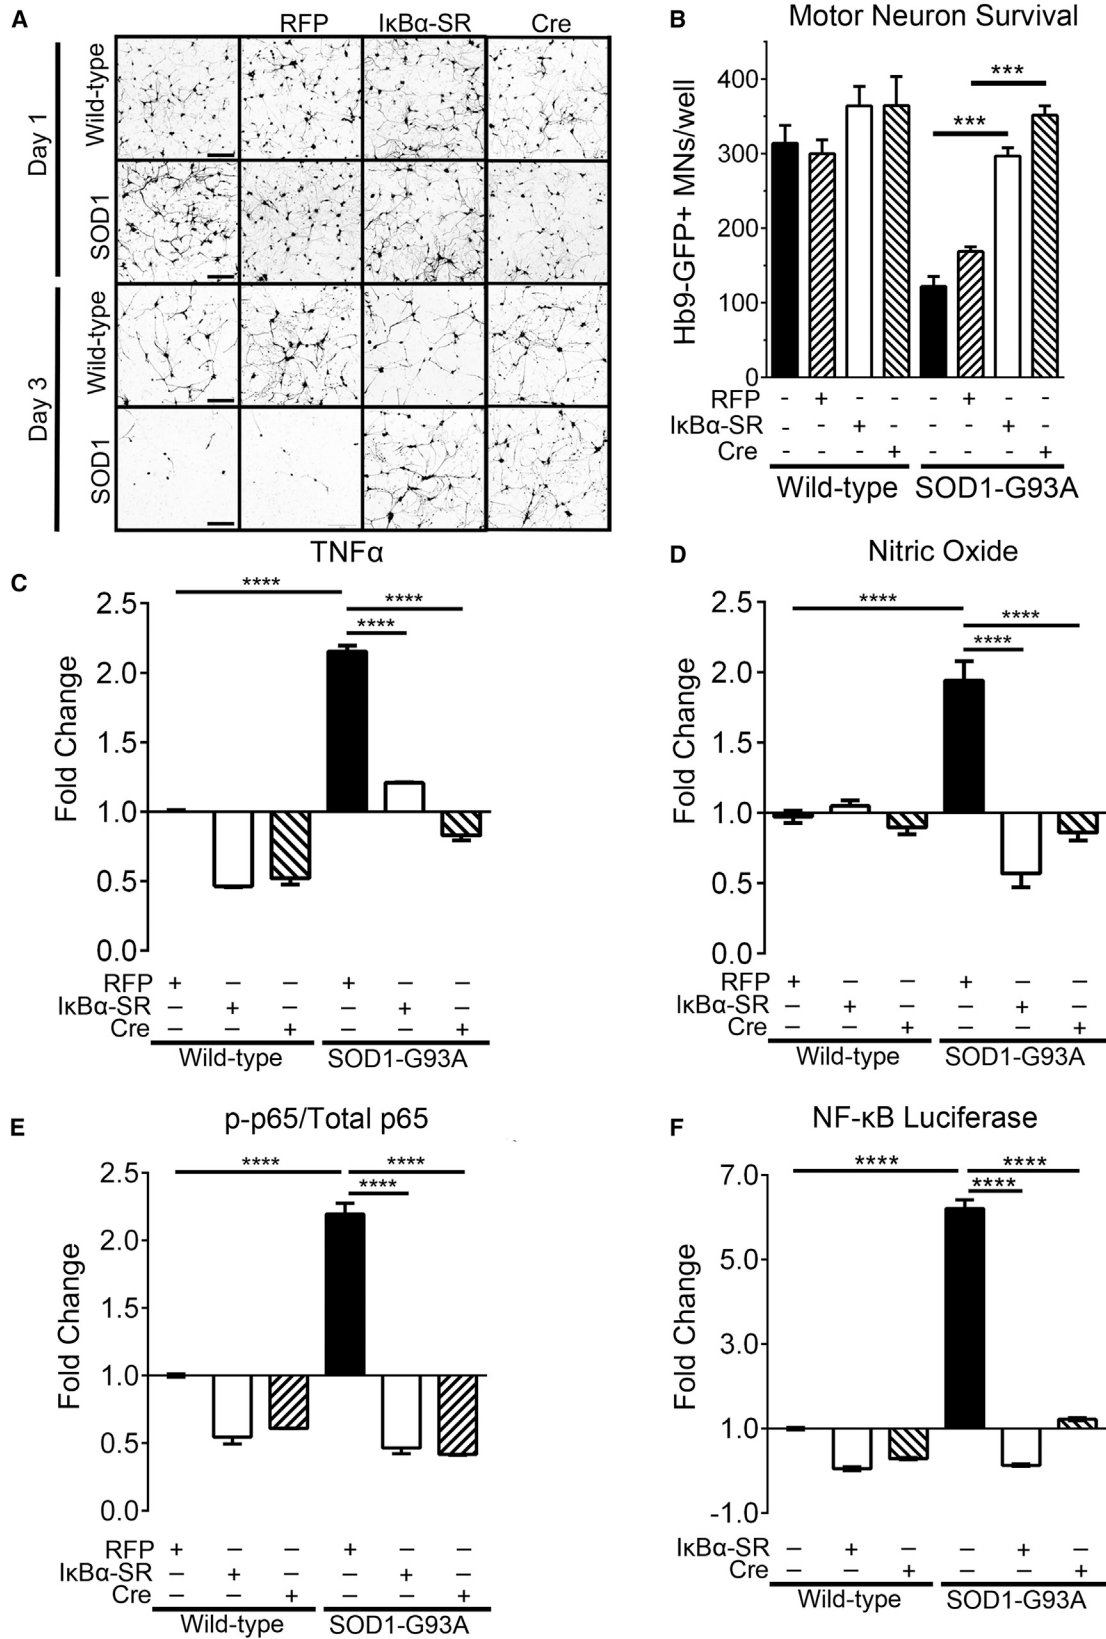 A
RFP IκBα-SR Cre
Day 1
Wild-type
SOD1
Day 3
Wild-type
SOD1
B
Motor Neuron Survival
Hb9-GFP+ MNs/well
400
300
200
100
0
***
***
RFP - + - - - + - -
IκBα-SR - - + - - - + -
Cre - - - + - - - +
Wild-type SOD1-G93A
C
TNFα
Fold Change
2.5
2.0
1.5
1.0
0.5
0.0
****
****
****
RFP + – – + – –
IκBα-SR – + – – + –
Cre – – + – – +
Wild-type SOD1-G93A
D
Nitric Oxide
Fold Change
2.5
2.0
1.5
1.0
0.5
0.0
****
****
****
RFP + – – + – –
IκBα-SR – + – – + –
Cre – – + – – +
Wild-type SOD1-G93A
E
p-p65/Total p65
Fold Change
2.5
2.0
1.5
1.0
0.5
0.0
****
****
****
RFP + – – + – –
IκBα-SR – + – – + –
Cre – – + – – +
Wild-type SOD1-G93A
F
NF-κB Luciferase
Fold Change
7.0
5.0
3.0
1.0
-1.0
****
****
****
IκBα-SR – + – – + –
Cre – – + – – +
Wild-type SOD1-G93A